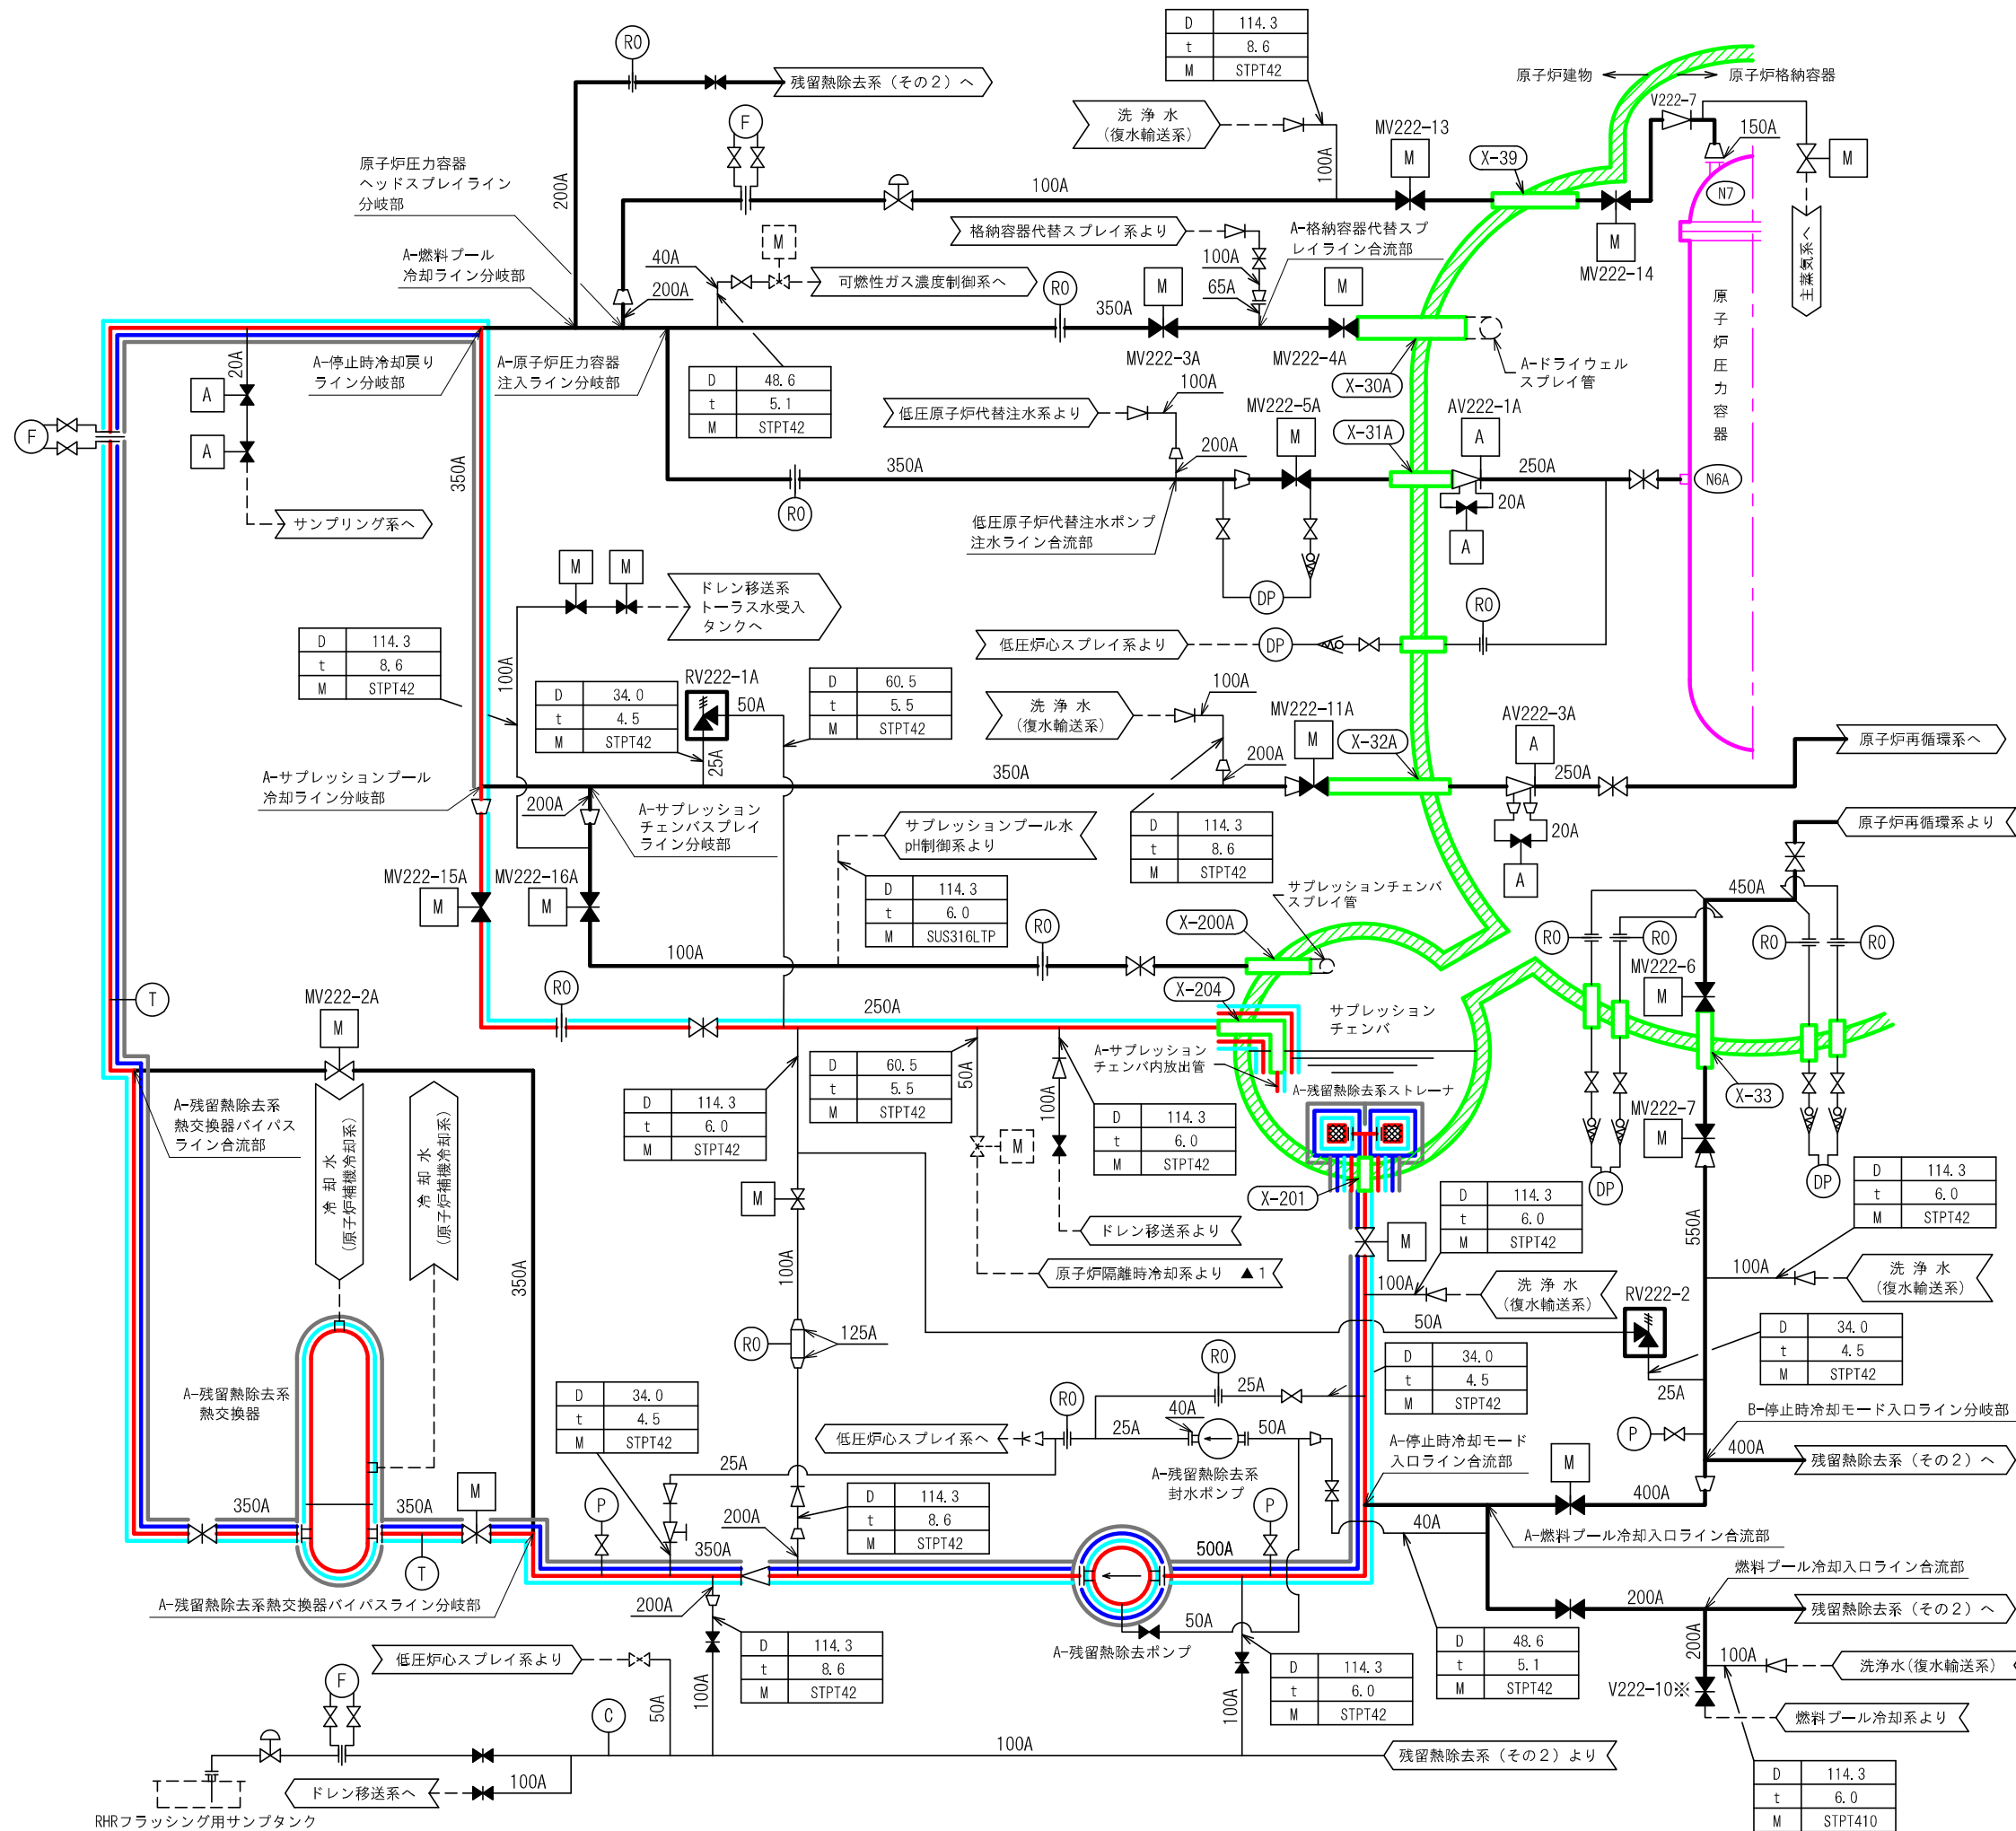 D 114.3
t 8.6
M STPT42
RO
残留熱除去系（その２）へ
原子炉建物
原子炉格納容器
洗 浄 水
(復水輸送系)
F
MV222-13
M
V222-7
150A
M
X-39
N7
原子炉圧力容器
ヘッドスプレイライン
分岐部
200A
100A
100A
M
MV222-14
主蒸気系へ
格納容器代替スプレイ系より
A-格納容器代替スプ
レイライン合流部
M
A-燃料プール
冷却ライン分岐部
40A
200A
可燃性ガス濃度制御系へ
100A
65A
RO
350A
M
M
MV222-3A
MV222-4A
原子炉圧力容器
A-ドライウェル
スプレイ管
X-30A
20A
A-停止時冷却戻り
ライン分岐部
A-原子炉圧力容器
注入ライン分岐部
D 48.6
t 5.1
M STPT42
100A
低圧原子炉代替注水系より
MV222-5A
M
X-31A
AV222-1A
A
A
A
F
350A
200A
350A
RO
250A
N6A
20A
A
サンプリング系へ
低圧原子炉代替注水ポンプ
注水ライン合流部
M
M
ドレン移送系
トーラス水受入
タンクへ
DP
RO
低圧炉心スプレイ系より
DP
D 114.3
t 8.6
M STPT42
100A
D 34.0
t 4.5
M STPT42
RV222-1A
50A
25A
D 60.5
t 5.5
M STPT42
洗 浄 水
(復水輸送系)
100A
200A
MV222-11A
M
X-32A
AV222-3A
A
原子炉再循環系へ
A-サプレッションプール
冷却ライン分岐部
350A
250A
200A
A-サプレッション
チェンバスプレイ
ライン分岐部
サプレッションプール水
pH制御系より
D 114.3
t 8.6
M STPT42
20A
A
原子炉再循環系より
MV222-15A
M
MV222-16A
M
D 114.3
t 6.0
M SUS316LTP
サプレッションチェンバ
スプレイ管
450A
X-200A
RO
RO
RO
RO
RO
100A
MV222-6
M
X-204
サプレッション
チェンバ
T
MV222-2A
M
RO
250A
A-サプレッション
チェンバ内放出管
A-残留熱除去系ストレーナ
D 60.5
t 5.5
M STPT42
50A
100A
D 114.3
t 6.0
M STPT42
D 114.3
t 6.0
M STPT42
X-33
MV222-7
M
A-残留熱除去系
熱交換器バイパス
ライン合流部
冷 却 水
(原子炉補機冷却系)
冷 却 水
(原子炉補機冷却系)
M
M
X-201
DP
DP
D 114.3
t 6.0
M STPT42
D 114.3
t 6.0
M STPT42
ドレン移送系より
M
350A
100A
原子炉隔離時冷却系より ▲１
550A
100A
洗 浄 水
(復水輸送系)
100A
洗 浄 水
(復水輸送系)
RV222-2
50A
D 34.0
t 4.5
M STPT42
RO
125A
RO
D 34.0
t 4.5
M STPT42
25A
A-残留熱除去系
熱交換器
D 34.0
t 4.5
M STPT42
RO
25A
40A
50A
25A
低圧炉心スプレイ系へ
A-停止時冷却モード
入口ライン合流部
B-停止時冷却モード入口ライン分岐部
P
400A
残留熱除去系（その２）へ
25A
A-残留熱除去系
封水ポンプ
M
400A
350A
350A
M
P
D 114.3
t 8.6
M STPT42
P
40A
A-燃料プール冷却入口ライン合流部
T
200A
350A
500A
燃料プール冷却入口ライン合流部
A-残留熱除去系熱交換器バイパスライン分岐部
200A
50A
200A
残留熱除去系（その２）へ
A-残留熱除去ポンプ
D 114.3
t 8.6
M STPT42
D 114.3
t 6.0
M STPT42
D 48.6
t 5.1
M STPT42
200A
100A
洗浄水(復水輸送系)
低圧炉心スプレイ系より
F
C
50A
100A
100A
V222-10※
燃料プール冷却系より
100A
残留熱除去系（その２）より
ドレン移送系へ
100A
RHRフラッシング用サンプタンク
D 114.3
t 6.0
M STPT410